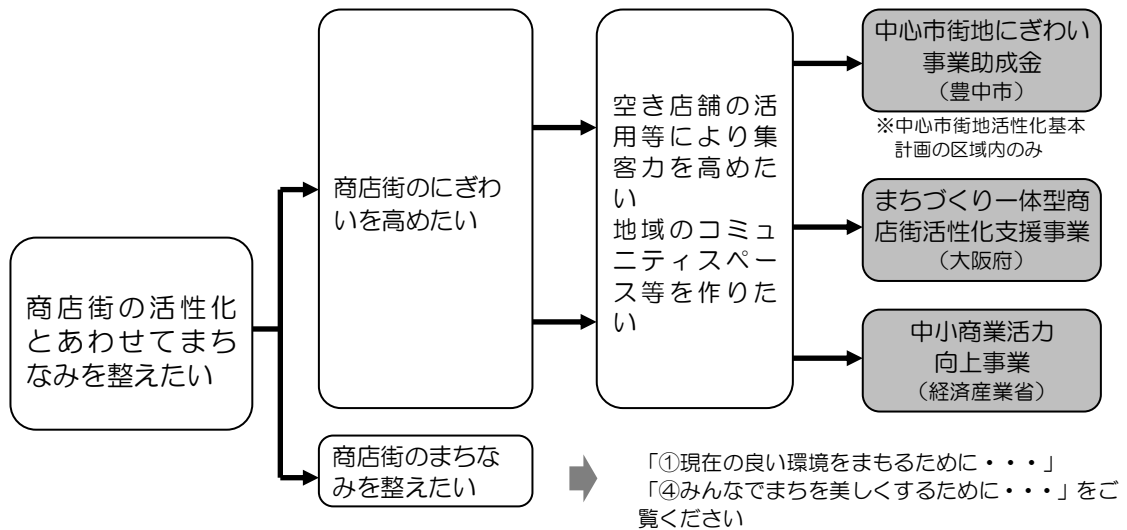 商店街の活性化
とあわせてまち
なみを整えたい
商店街のにぎわ
いを高めたい
商店街のまちな
みを整えたい
空き店舗の活
用等により集
客力を高めた
い
地域のコミュ
ニティスペー
ス等を作りた
い
中心市街地にぎわい
事業助成金
（豊中市）
※中心市街地活性化基本
計画の区域内のみ
まちづくり一体型商
店街活性化支援事業
（大阪府）
中小商業活力
向上事業
（経済産業省）
「①現在の良い環境をまもるために・・・」
「④みんなでまちを美しくするために・・・」をご
覧ください